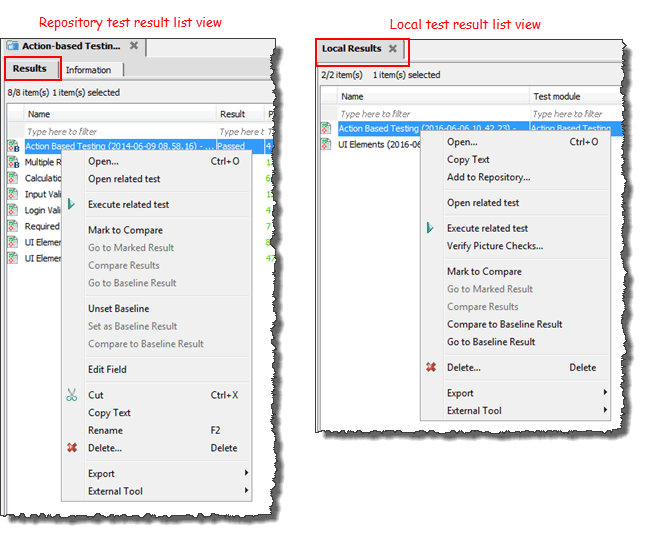 Repository test result list view
Action-based Testin...
Results Information
8/8 item(s) 1 item(s) selected
Name Result
Type here to filter Type here t
Action Based Testing (2014-06-09 08.58.16) - ... Passed 4
Multiple R
Calculatio
Input Vali
Login Vali
Required
UI Elemen
UI Elemen
Open... Ctrl+O
Open related test
Execute related test
Mark to Compare
Go to Marked Result
Compare Results
Go to Baseline Result
Unset Baseline
Set as Baseline Result
Compare to Baseline Result
Edit Field
Cut Ctrl+X
Copy Text
Rename F2
Delete... Delete
Export
External Tool
Local test result list view
Local Results
2/2 item(s) 1 item(s) selected
Name Test module
Type here to filter Type here to filter
Action Based Testing (2016-06-06 10.42.23) - Action Based Testing
UI Elements (2016-06
Open... Ctrl+O
Copy Text
Add to Repository...
Open related test
Execute related test
Verify Picture Checks...
Mark to Compare
Go to Marked Result
Compare Results
Compare to Baseline Result
Go to Baseline Result
Delete... Delete
Export
External Tool